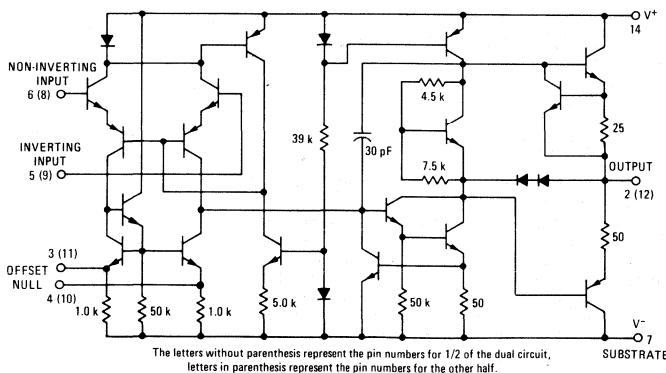 V+
14
NON-INVERTING
INPUT
6 (8)
4.5 k
25
39 k
30 pF
INVERTING
INPUT
5 (9)
7.5 k
OUTPUT
2 (12)
50
3 (11)
OFFSET
NULL
4 (10)
1.0 k
50 k
1.0 k
5.0 k
50 k
50
V-
7
SUBSTRATE
The letters without parenthesis represent the pin numbers for 1/2 of the dual circuit,
letters in parenthesis represent the pin numbers for the other half.